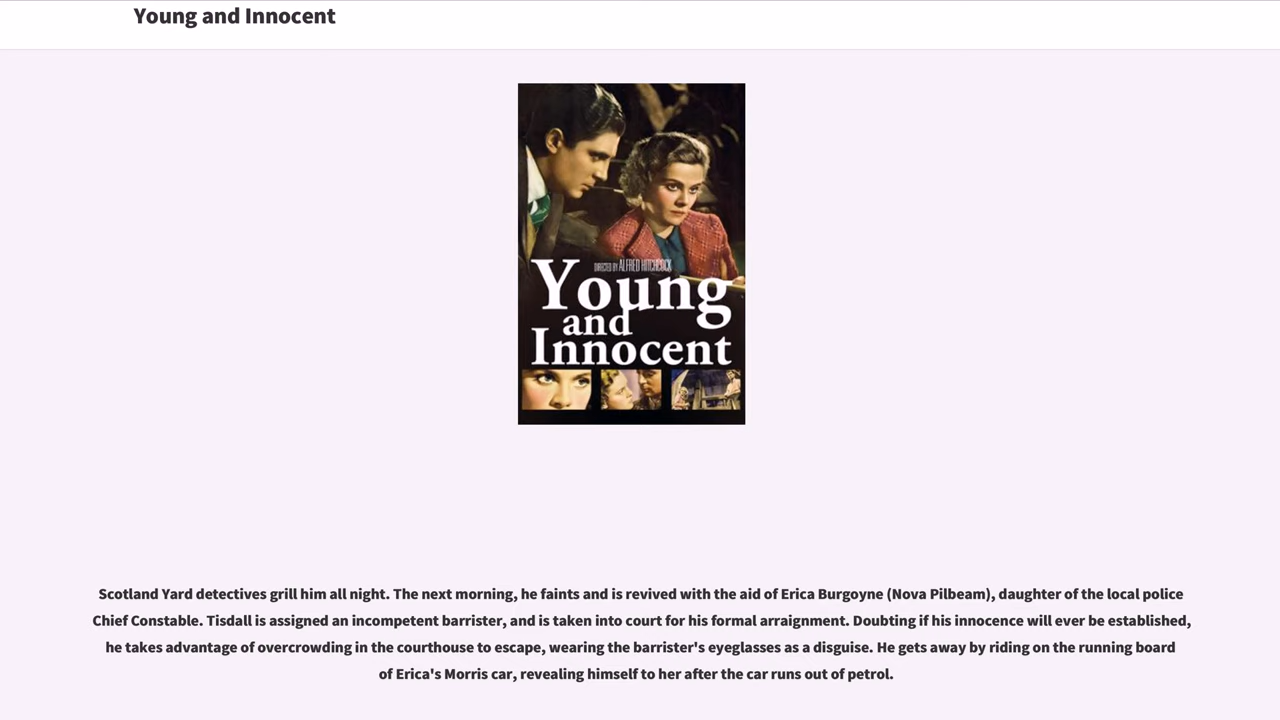 Young and Innocent
DIRECTED BY ALFRED HITCHCOCK
Young
and
Innocent
Scotland Yard detectives grill him all night. The next morning, he faints and is revived with the aid of Erica Burgoyne (Nova Pilbeam), daughter of the local police
Chief Constable. Tisdall is assigned an incompetent barrister, and is taken into court for his formal arraignment. Doubting if his innocence will ever be established,
he takes advantage of overcrowding in the courthouse to escape, wearing the barrister's eyeglasses as a disguise. He gets away by riding on the running board
of Erica's Morris car, revealing himself to her after the car runs out of petrol.